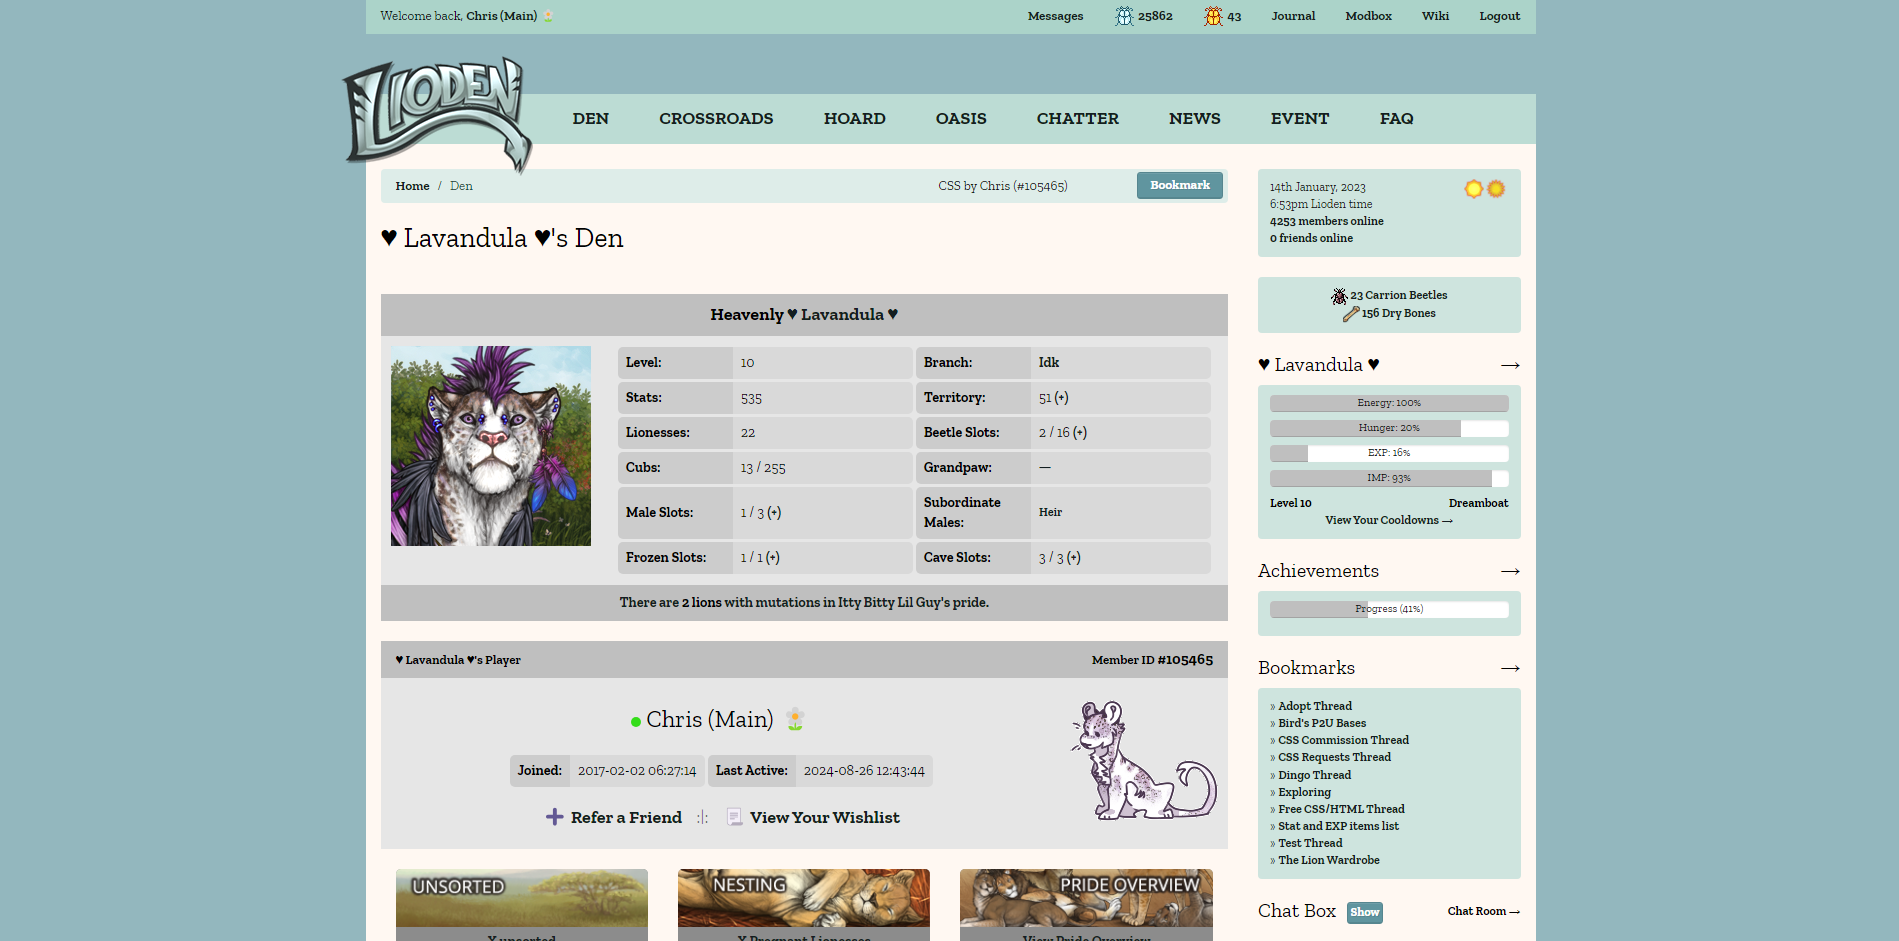 Welcome back, Chris (Main)
Messages 25862 43 Journal Modbox Wiki Logout
LIODEN
DEN CROSSROADS HOARD OASIS CHATTER NEWS EVENT FAQ
Home / Den CSS by Chris (#105465) Bookmark
♥ Lavandula ♥'s Den
Heavenly ♥ Lavandula ♥
Level: 10 Branch: Idk
Stats: 535 Territory: 51 (+)
Lionesses: 22 Beetle Slots: 2 / 16 (+)
Cubs: 13 / 255 Grandpaw: —
Male Slots: 1 / 3 (+) Subordinate Males: Heir
Frozen Slots: 1 / 1 (+) Cave Slots: 3 / 3 (+)
There are 2 lions with mutations in Itty Bitty Lil Guy's pride.
♥ Lavandula ♥'s Player Member ID #105465
Chris (Main)
Joined: 2017-02-02 06:27:14 Last Active: 2024-08-26 12:43:44
Refer a Friend :|: View Your Wishlist
UNSORTED NESTING PRIDE OVERVIEW
X unsorted X Pregnant Lionesses View Pride Overview
14th January, 2023
6:53pm Lioden time
4253 members online
0 friends online
23 Carrion Beetles
156 Dry Bones
♥ Lavandula ♥ →
Energy: 100%
Hunger: 20%
EXP: 16%
IMP: 93%
Level 10 Dreamboat
View Your Cooldowns →
Achievements →
Progress (41%)
Bookmarks →
» Adopt Thread
» Bird's P2U Bases
» CSS Commission Thread
» CSS Requests Thread
» Dingo Thread
» Exploring
» Free CSS/HTML Thread
» Stat and EXP items list
» Test Thread
» The Lion Wardrobe
Chat Box Show Chat Room →